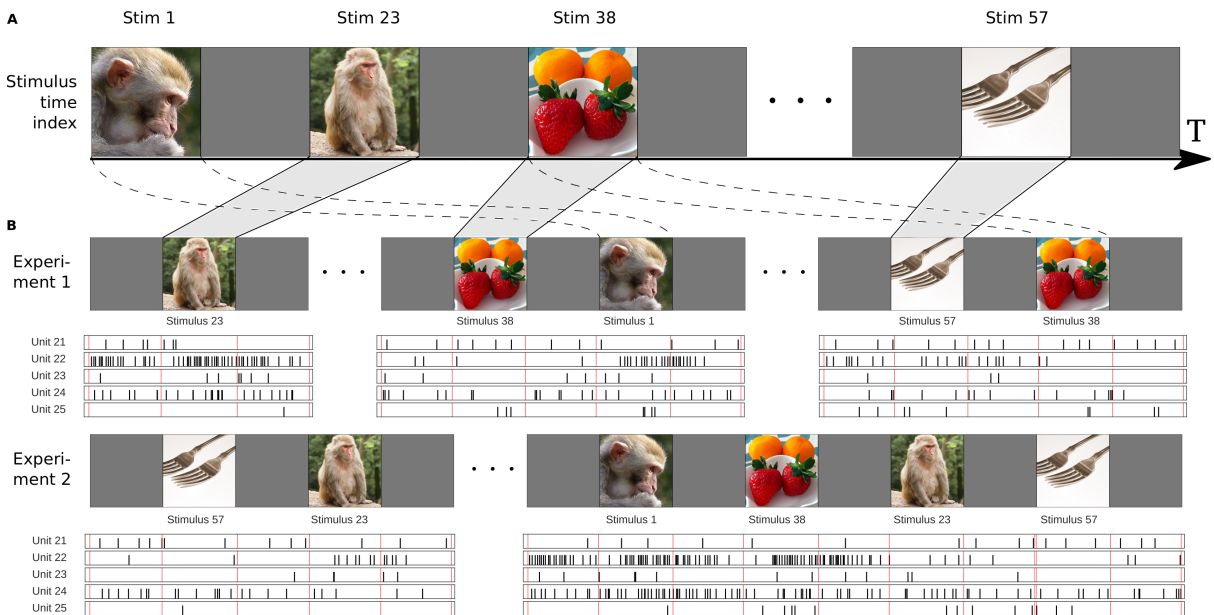 A
Stim 1 Stim 23 Stim 38 Stim 57
Stimulus
time
index
T
B
Experi-
ment 1
Stimulus 23 Stimulus 38 Stimulus 1 Stimulus 57 Stimulus 38
Unit 21
Unit 22
Unit 23
Unit 24
Unit 25
Experi-
ment 2
Stimulus 57 Stimulus 23 Stimulus 1 Stimulus 38 Stimulus 23 Stimulus 57
Unit 21
Unit 22
Unit 23
Unit 24
Unit 25